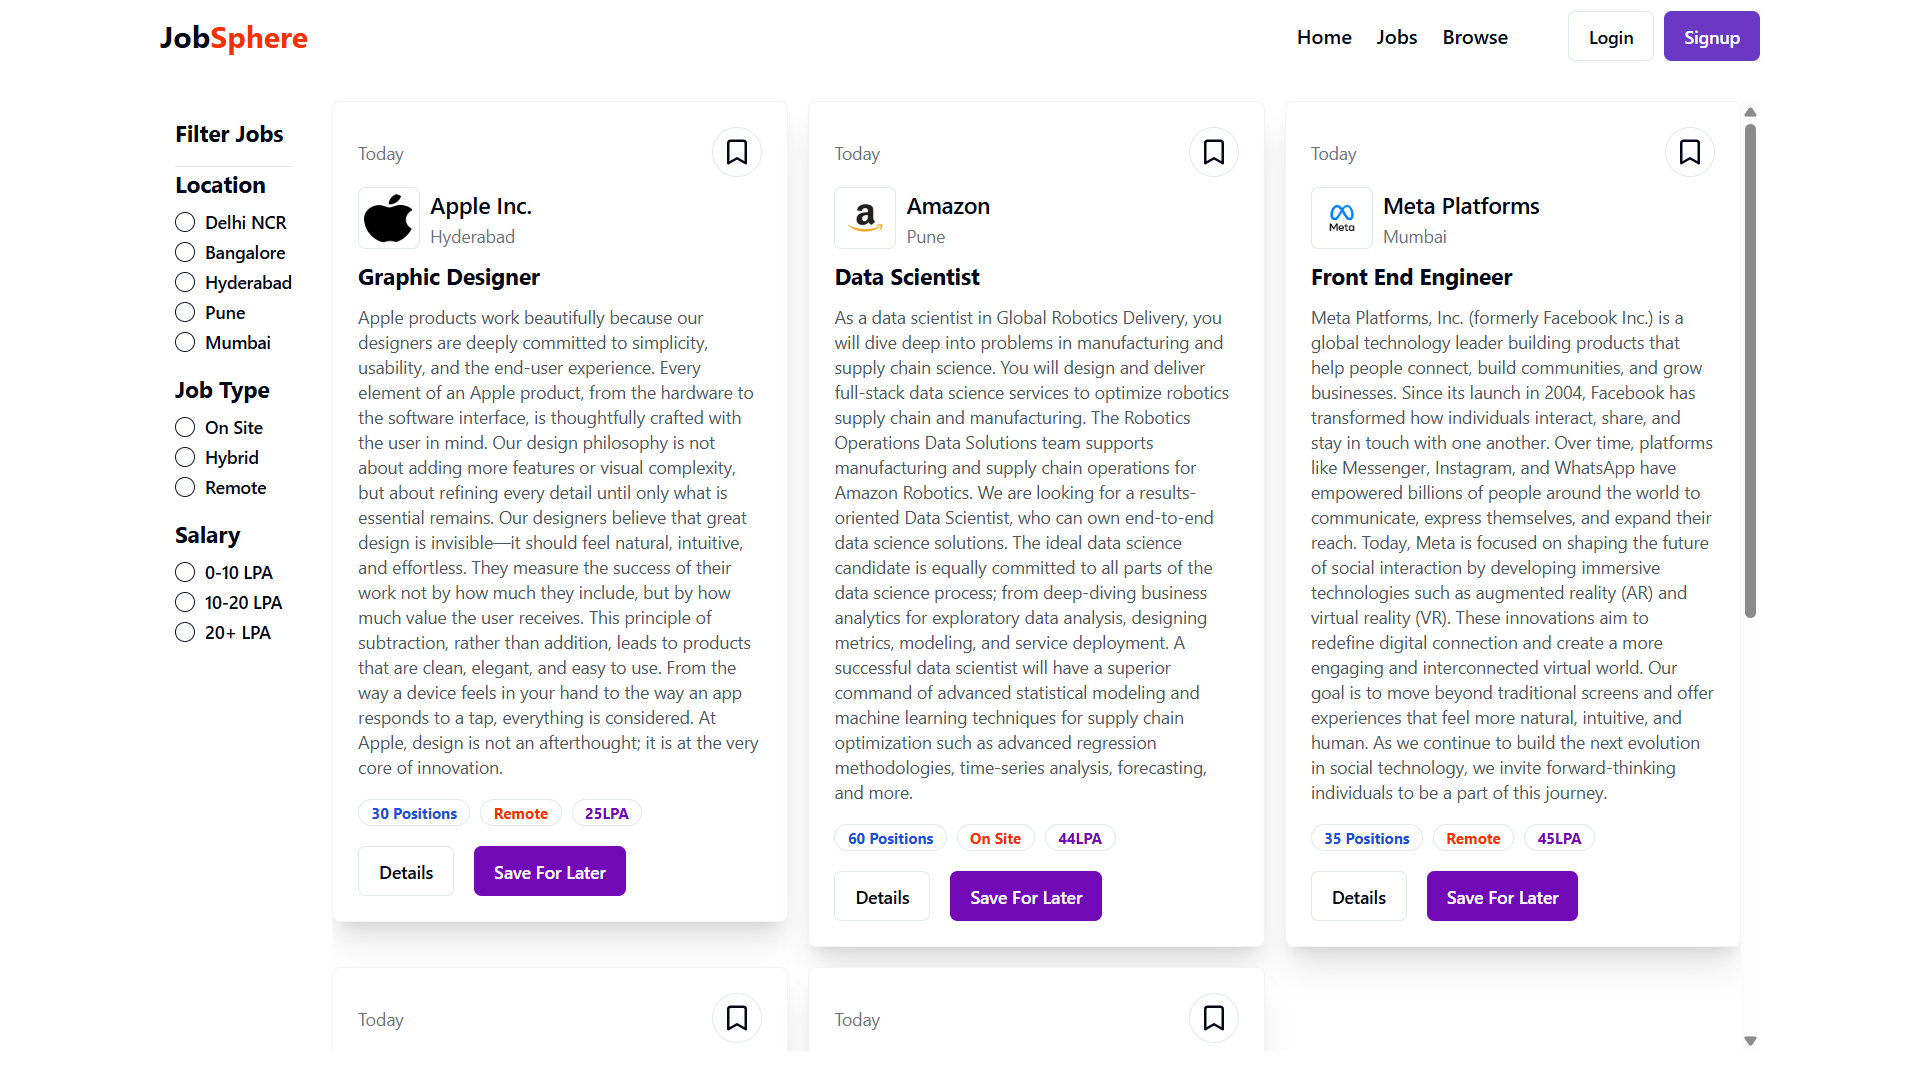 JobSphere
Home
Jobs
Browse
Login
Signup
Filter Jobs
Location
Delhi NCR
Bangalore
Hyderabad
Pune
Mumbai
Job Type
On Site
Hybrid
Remote
Salary
0-10 LPA
10-20 LPA
20+ LPA
Today
Apple Inc.
Hyderabad
Graphic Designer
Apple products work beautifully because our
designers are deeply committed to simplicity,
usability, and the end-user experience. Every
element of an Apple product, from the hardware to
the software interface, is thoughtfully crafted with
the user in mind. Our design philosophy is not
about adding more features or visual complexity,
but about refining every detail until only what is
essential remains. Our designers believe that great
design is invisible—it should feel natural, intuitive,
and effortless. They measure the success of their
work not by how much they include, but by how
much value the user receives. This principle of
subtraction, rather than addition, leads to products
that are clean, elegant, and easy to use. From the
way a device feels in your hand to the way an app
responds to a tap, everything is considered. At
Apple, design is not an afterthought; it is at the very
core of innovation.
30 Positions
Remote
25LPA
Details
Save For Later
Today
a
Amazon
Pune
Data Scientist
As a data scientist in Global Robotics Delivery, you
will dive deep into problems in manufacturing and
supply chain science. You will design and deliver
full-stack data science services to optimize robotics
supply chain and manufacturing. The Robotics
Operations Data Solutions team supports
manufacturing and supply chain operations for
Amazon Robotics. We are looking for a results-
oriented Data Scientist, who can own end-to-end
data science solutions. The ideal data science
candidate is equally committed to all parts of the
data science process; from deep-diving business
analytics for exploratory data analysis, designing
metrics, modeling, and service deployment. A
successful data scientist will have a superior
command of advanced statistical modeling and
machine learning techniques for supply chain
optimization such as advanced regression
methodologies, time-series analysis, forecasting,
and more.
60 Positions
On Site
44LPA
Details
Save For Later
Today
Meta
Meta Platforms
Mumbai
Front End Engineer
Meta Platforms, Inc. (formerly Facebook Inc.) is a
global technology leader building products that
help people connect, build communities, and grow
businesses. Since its launch in 2004, Facebook has
transformed how individuals interact, share, and
stay in touch with one another. Over time, platforms
like Messenger, Instagram, and WhatsApp have
empowered billions of people around the world to
communicate, express themselves, and expand their
reach. Today, Meta is focused on shaping the future
of social interaction by developing immersive
technologies such as augmented reality (AR) and
virtual reality (VR). These innovations aim to
redefine digital connection and create a more
engaging and interconnected virtual world. Our
goal is to move beyond traditional screens and offer
experiences that feel more natural, intuitive, and
human. As we continue to build the next evolution
in social technology, we invite forward-thinking
individuals to be a part of this journey.
35 Positions
Remote
45LPA
Details
Save For Later
Today
Today